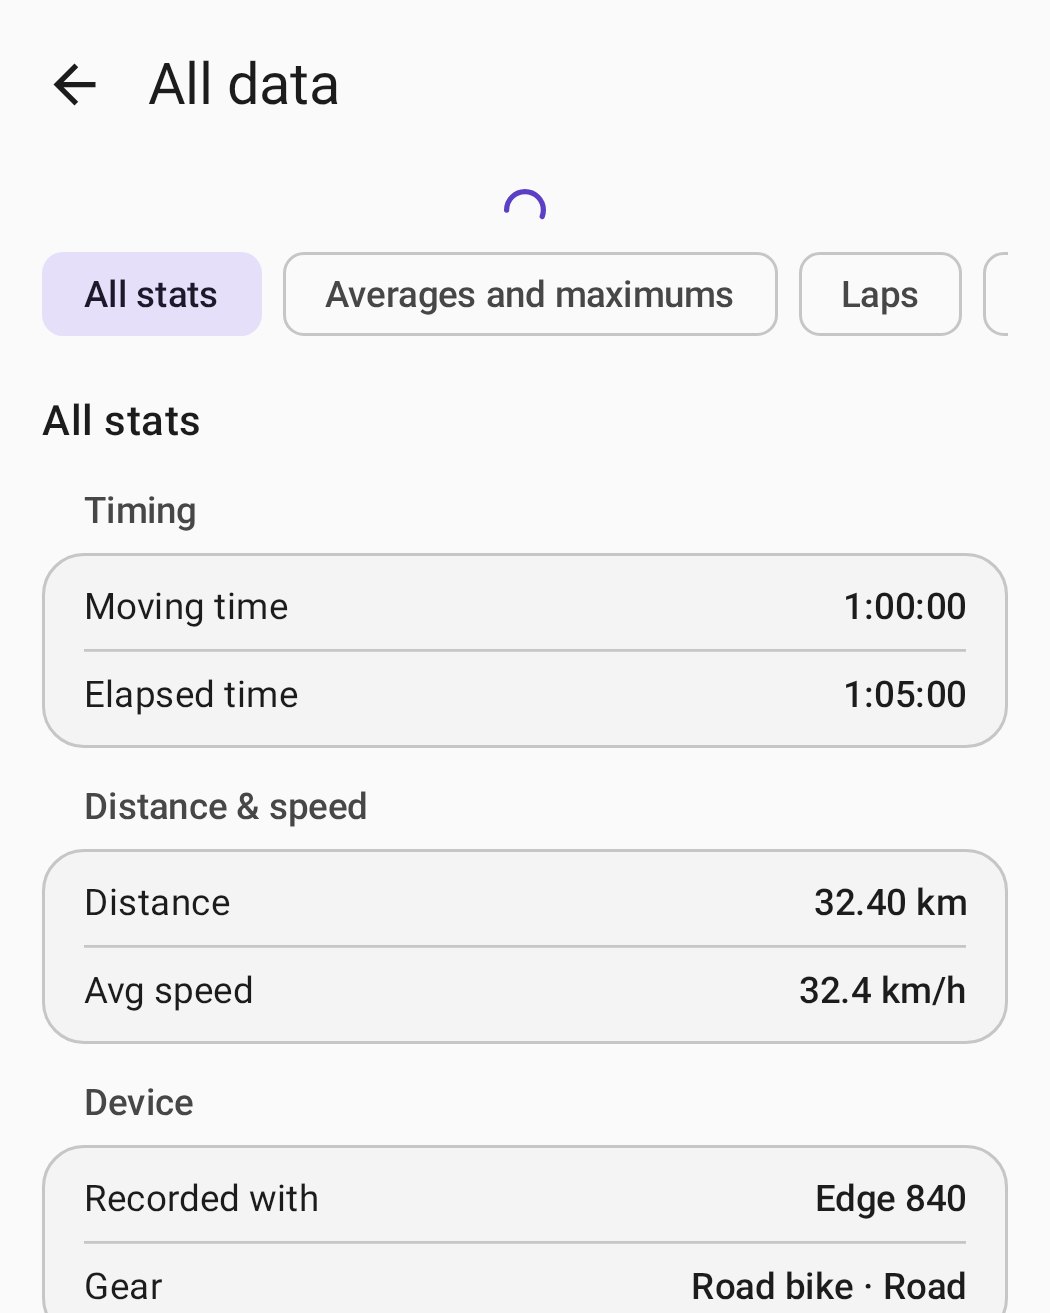 All data
All stats
Averages and maximums
Laps
All stats
Timing
Moving time 1:00:00
Elapsed time 1:05:00
Distance & speed
Distance 32.40 km
Avg speed 32.4 km/h
Device
Recorded with Edge 840
Gear Road bike · Road